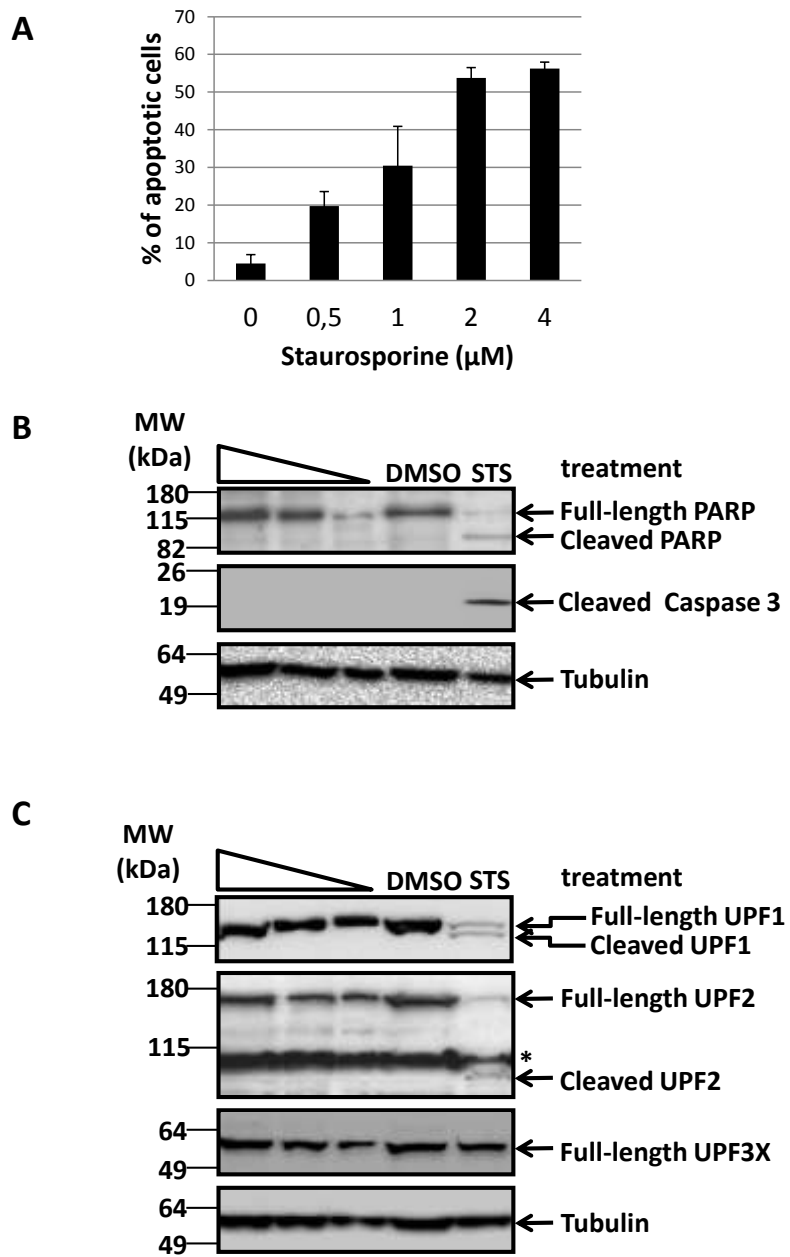 A
70
60
50
40
30
20
10
0
% of apoptotic cells
0 0,5 1 2 4
Staurosporine (µM)
B
MW
(kDa)
DMSO STS treatment
180
115
82
Full-length PARP
Cleaved PARP
26
19
Cleaved Caspase 3
64
49
Tubulin
C
MW
(kDa)
DMSO STS treatment
180
115
Full-length UPF1
Cleaved UPF1
180
115
Full-length UPF2
*
Cleaved UPF2
64
49
Full-length UPF3X
64
49
Tubulin